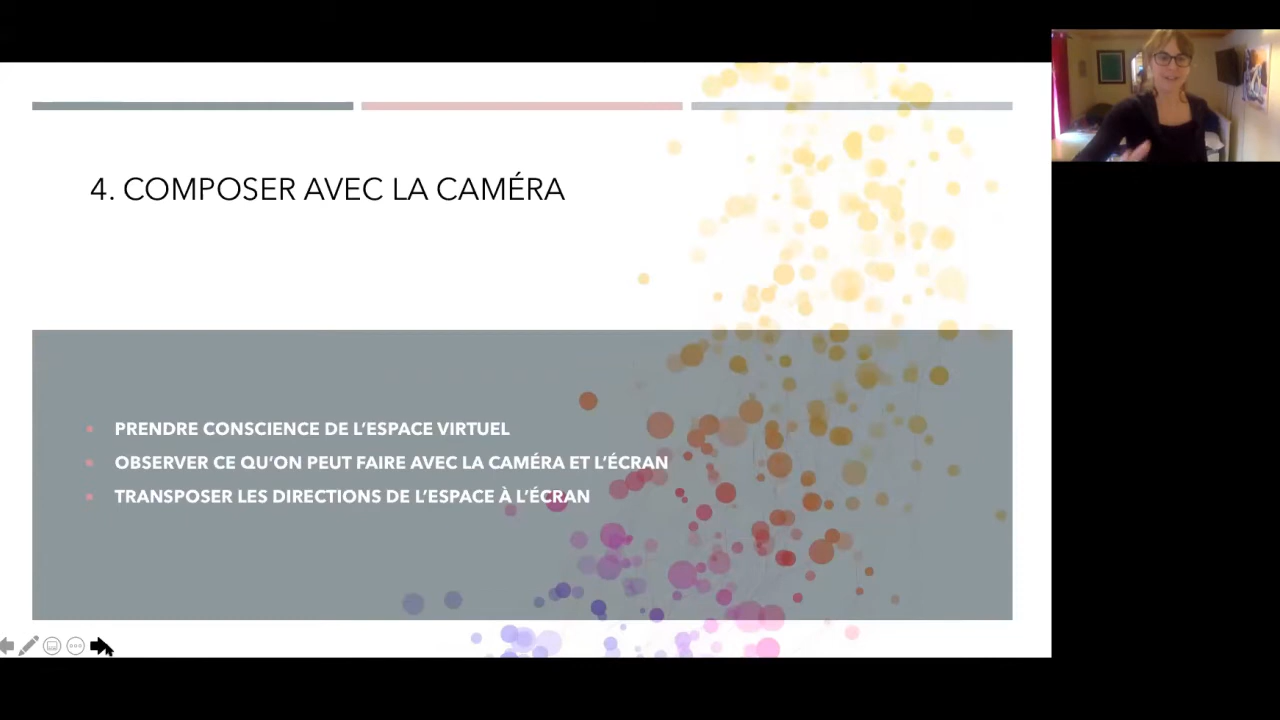 4. COMPOSER AVEC LA CAMÉRA
PRENDRE CONSCIENCE DE L'ESPACE VIRTUEL
OBSERVER CE QU'ON PEUT FAIRE AVEC LA CAMÉRA ET L'ÉCRAN
TRANSPOSER LES DIRECTIONS DE L'ESPACE À L'ÉCRAN